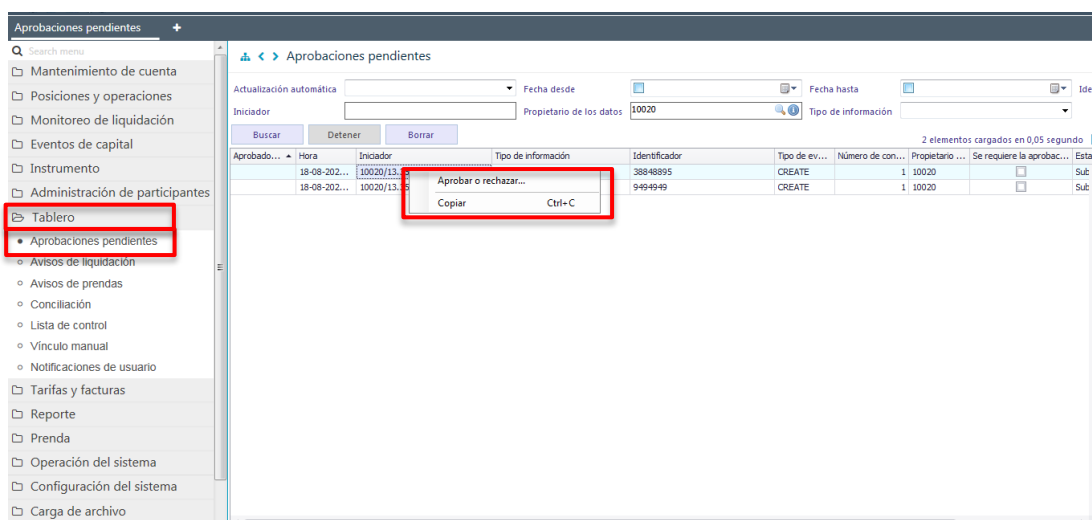 Aprobaciones pendientes +
Search menu
Mantenimiento de cuenta
Posiciones y operaciones
Monitoreo de liquidación
Eventos de capital
Instrumento
Administración de participantes
Tablero
Aprobaciones pendientes
Avisos de liquidación
Avisos de prendas
Conciliación
Lista de control
Vínculo manual
Notificaciones de usuario
Tarifas y facturas
Reporte
Prenda
Operación del sistema
Configuración del sistema
Carga de archivo
Aprobaciones pendientes
Actualización automática Fecha desde Fecha hasta Ide
Iniciador Propietario de los datos 10020 Tipo de información
Buscar Detener Borrar
2 elementos cargados en 0,05 segundo
Aprobado... Hora Iniciador Tipo de información Identificador Tipo de ev... Número de con... Propietario ... Se requiere la aprobac... Esta
18-08-202... 38848895 CREATE 1 10020 Sub
18-08-202... 9494949 CREATE 1 10020 Sub
Aprobar o rechazar...
Copiar Ctrl+C